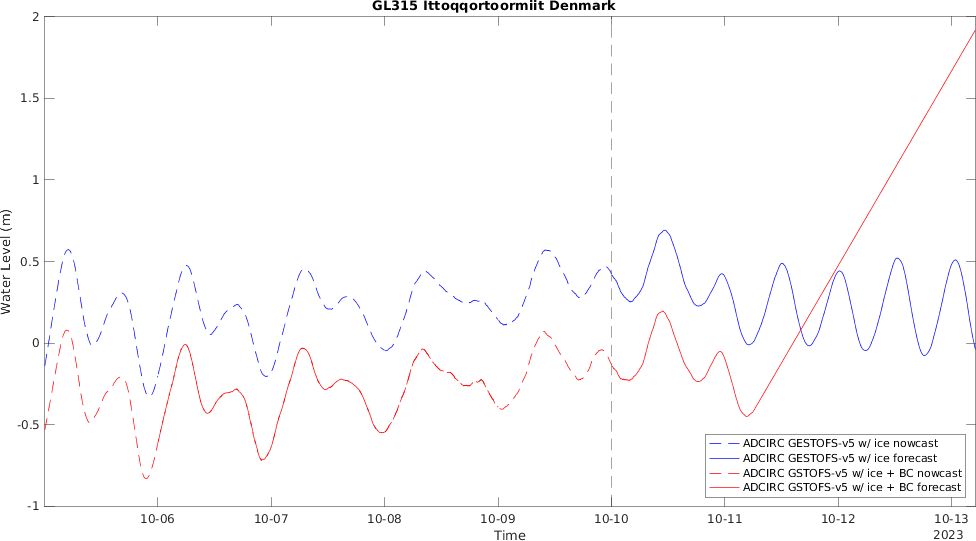 GL315 Ittoqqortoormiit Denmark
Water Level (m)
2
1.5
1
0.5
0
-0.5
-1
10-06 10-07 10-08 10-09 10-10 10-11 10-12 10-13
Time
2023
ADCIRC GESTOFS-v5 w/ ice nowcast
ADCIRC GESTOFS-v5 w/ ice forecast
ADCIRC GSTOFS-v5 w/ ice + BC nowcast
ADCIRC GSTOFS-v5 w/ ice + BC forecast